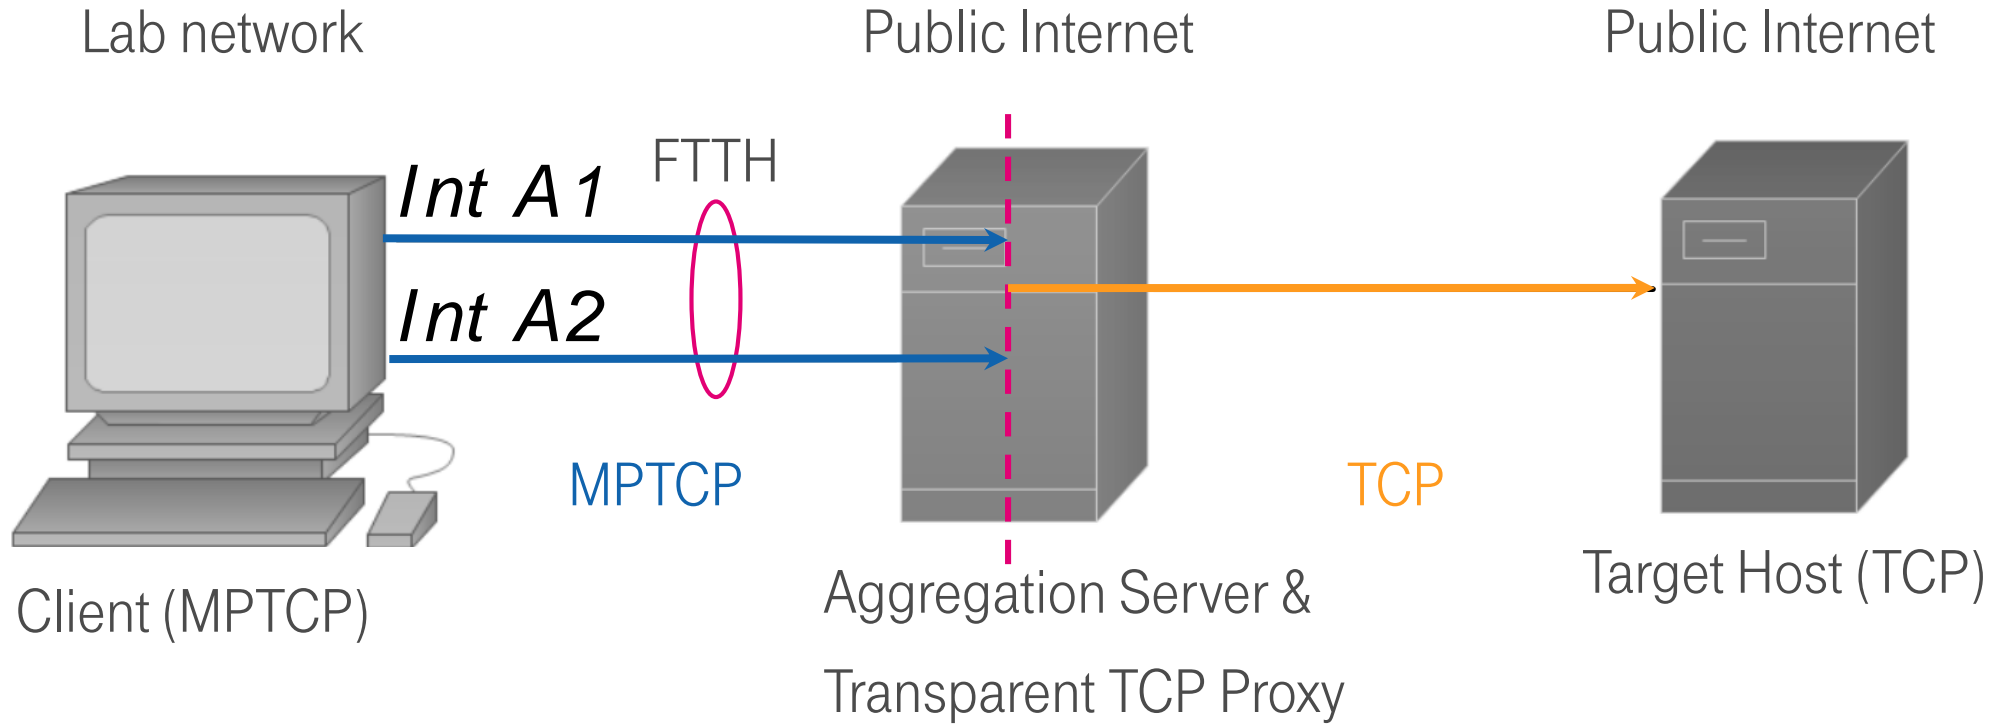 Lab network
Public Internet
Public Internet
FTTH
Int A1
Int A2
MPTCP
TCP
Client (MPTCP)
Aggregation Server &
Transparent TCP Proxy
Target Host (TCP)